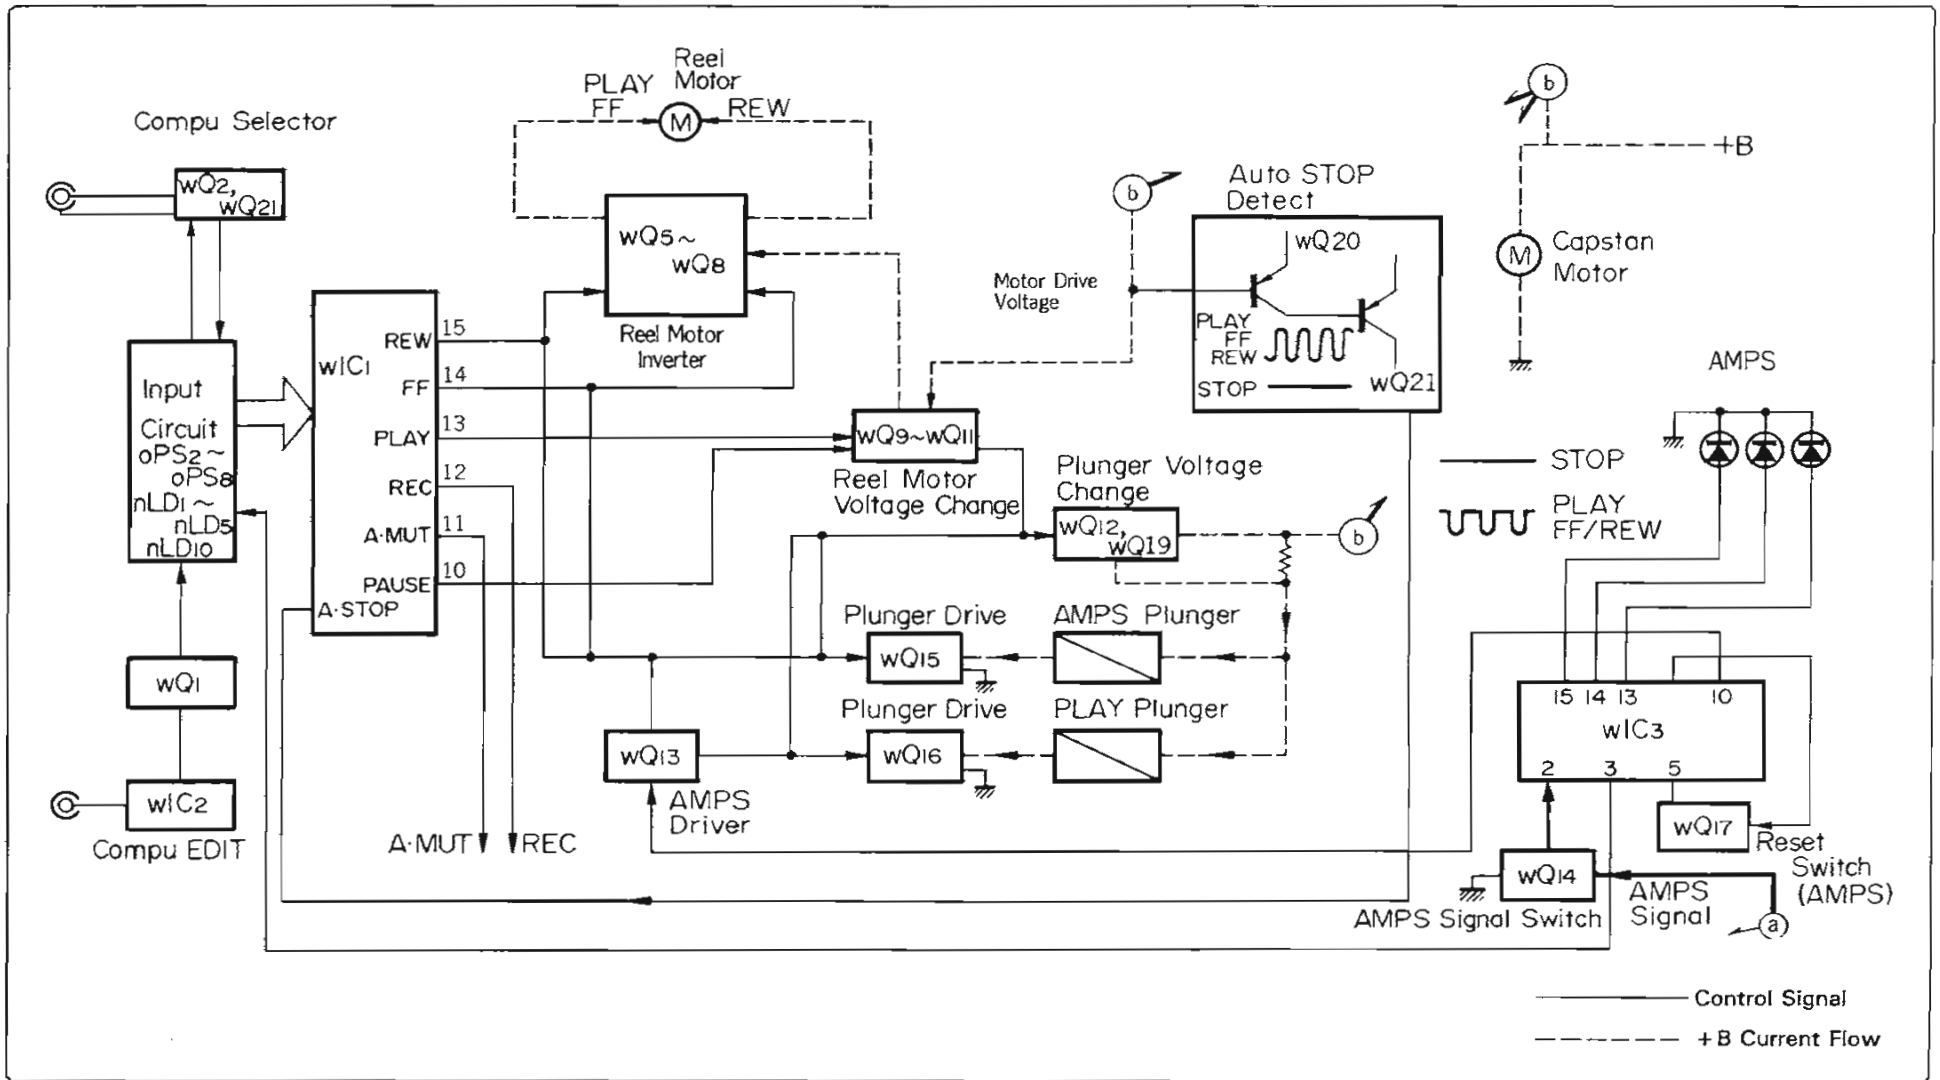 Compu Selector
wQ2,
wQ21
Input
Circuit
oPS2~
oPS8
nLD1~
nLD5
nLD10
wQ1
wIC2
Compu EDIT
wIC1
REW
15
FF
14
PLAY
13
REC
12
A·MUT
11
PAUSE
10
A·STOP
A·MUT
REC
Reel
Motor
PLAY
FF
M
REW
wQ5~
wQ8
Reel Motor
Inverter
Motor Drive
Voltage
b
wQ9~wQ11
Reel Motor
Voltage Change
Auto STOP
Detect
wQ20
PLAY
FF
REW
STOP
wQ21
b
+B
M
Capstan
Motor
Plunger Voltage
Change
wQ12,
wQ19
b
STOP
PLAY
FF/REW
Plunger Drive
wQ15
AMPS Plunger
Plunger Drive
wQ16
PLAY Plunger
wQ13
AMPS
Driver
AMPS
15 14 13 10
wIC3
2 3 5
wQ17
Reset
Switch
(AMPS)
wQ14
AMPS Signal Switch
AMPS
Signal
a
Control Signal
+B Current Flow